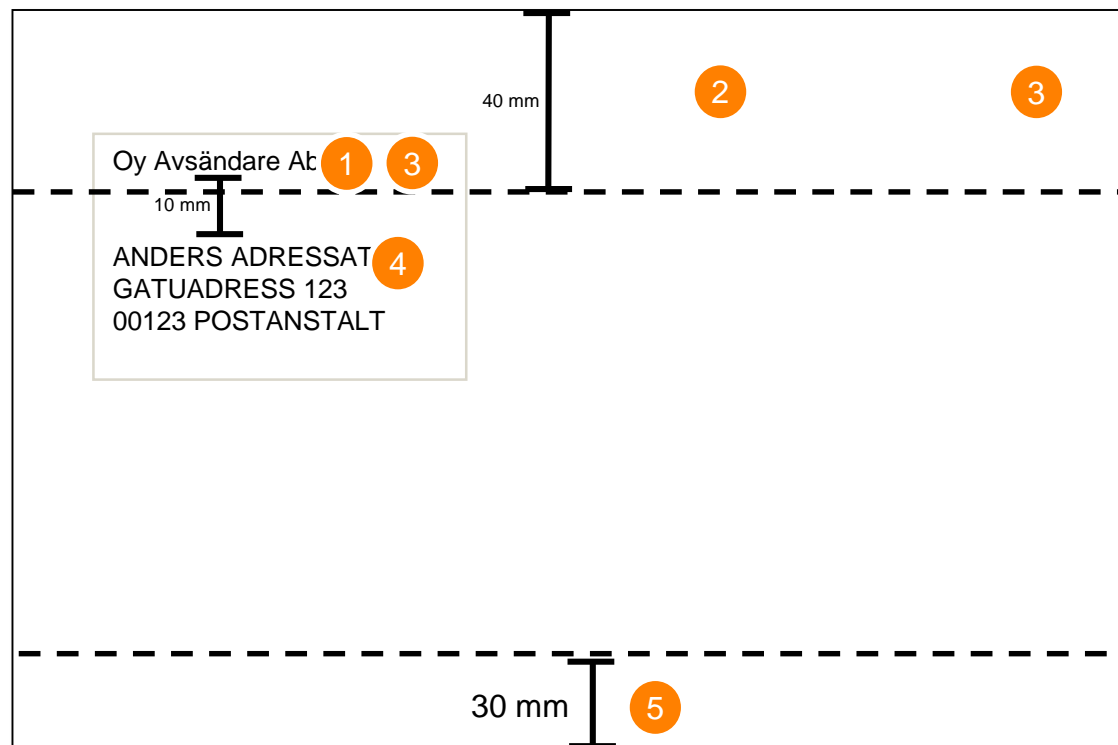 40 mm
2
3
Oy Avsändare Ab
1
3
10 mm
ANDERS ADRESSAT
4
GATUADRESS 123
00123 POSTANSTALT
30 mm
5